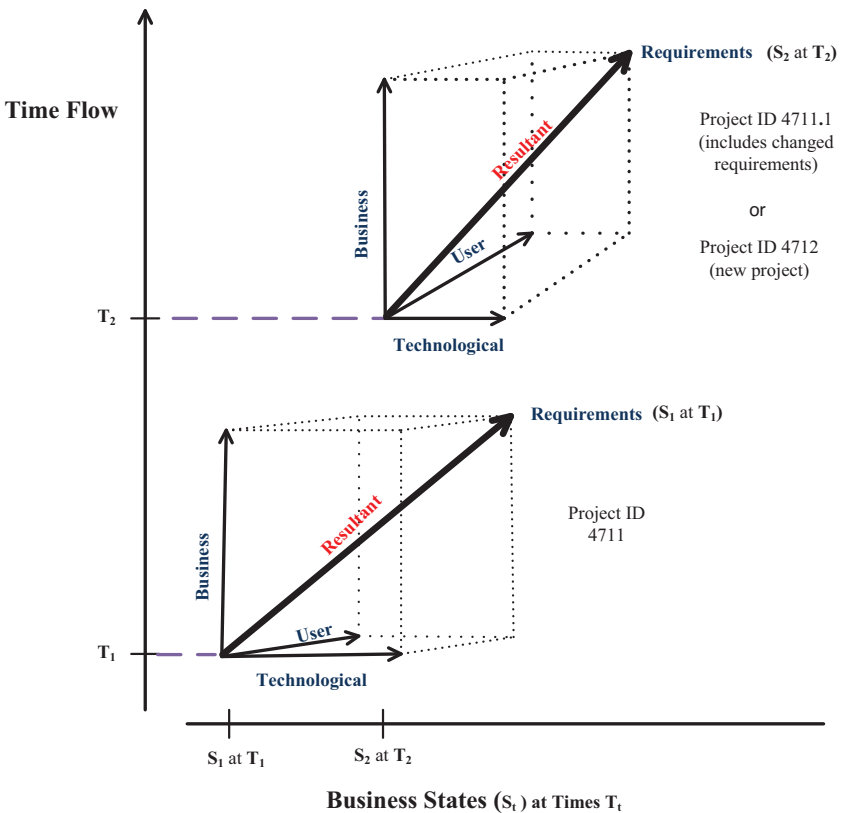 Requirements (S₂ at T₂)
Time Flow
Project ID 4711.1
(includes changed
requirements)
or
Project ID 4712
(new project)
Resultant
Business
User
T₂
Technological
Requirements (S₁ at T₁)
Project ID
4711
Resultant
Business
User
T₁
Technological
S₁ at T₁
S₂ at T₂
Business States (Sₜ) at Times Tₜ